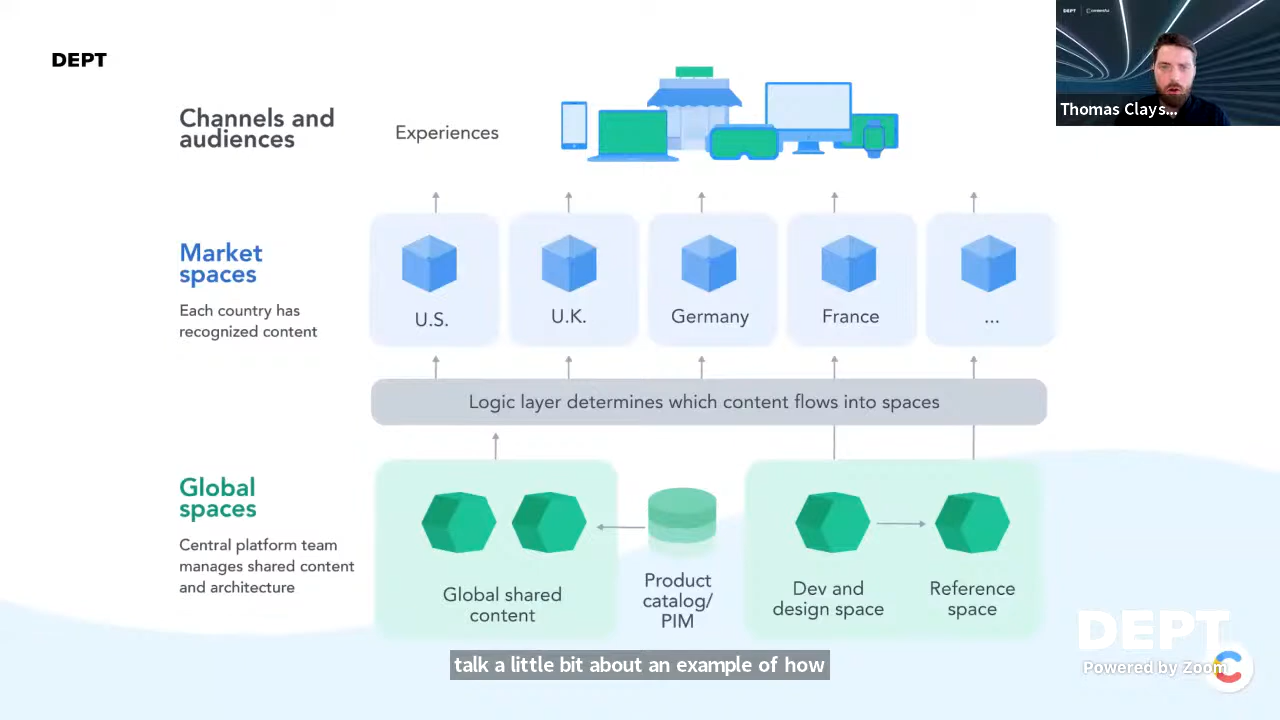 DEPT
DEPT
contentful
Thomas Clays...
Channels and
audiences
Experiences
Market
spaces
Each country has
recognized content
U.S.
U.K.
Germany
France
...
Logic layer determines which content flows into spaces
Global
spaces
Central platform team
manages shared content
and architecture
Global shared
content
Product
catalog/
PIM
Dev and
design space
Reference
space
DEPT
Powered by Zoom
talk a little bit about an example of how